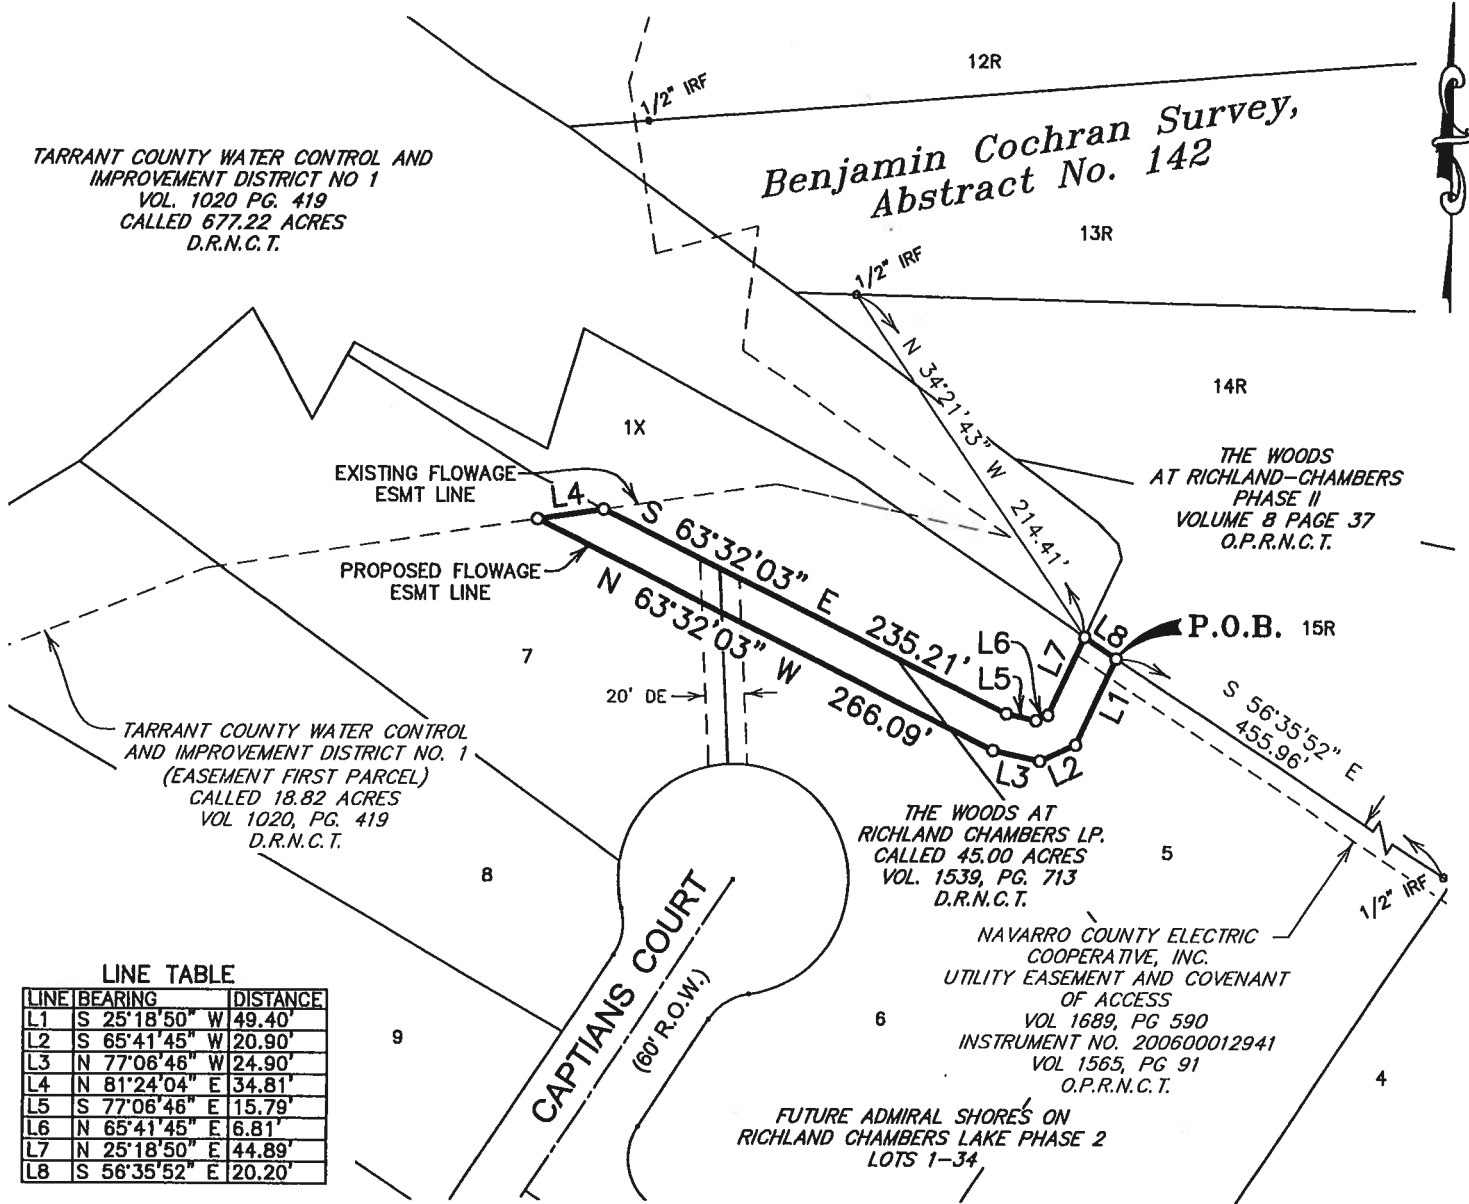 12R
1/2" IRF
Benjamin Cochran Survey,
Abstract No. 142
TARRANT COUNTY WATER CONTROL AND
IMPROVEMENT DISTRICT NO 1
VOL. 1020 PG. 419
CALLED 677.22 ACRES
D.R.N.C.T.
13R
1/2" IRF
N 34°21'43" W 214.41'
14R
1X
THE WOODS
AT RICHLAND-CHAMBERS
PHASE II
VOLUME 8 PAGE 37
O.P.R.N.C.T.
EXISTING FLOWAGE
ESMT LINE
L4
S 63°32'03" E 235.21'
PROPOSED FLOWAGE
ESMT LINE
N 63°32'03" W 266.09'
L6
L5
L7
L8
P.O.B.
15R
L1
L2
L3
7
20' DE
S 56°35'52" E
455.96'
TARRANT COUNTY WATER CONTROL
AND IMPROVEMENT DISTRICT NO. 1
(EASEMENT FIRST PARCEL)
CALLED 18.82 ACRES
VOL 1020, PG. 419
D.R.N.C.T.
THE WOODS AT
RICHLAND CHAMBERS LP.
CALLED 45.00 ACRES
VOL. 1539, PG. 713
D.R.N.C.T.
5
8
1/2" IRF
NAVARRO COUNTY ELECTRIC
COOPERATIVE, INC.
UTILITY EASEMENT AND COVENANT
OF ACCESS
VOL 1689, PG 590
INSTRUMENT NO. 200600012941
VOL 1565, PG 91
O.P.R.N.C.T.
CAPTIANS COURT
(60' R.O.W.)
6
9
4
FUTURE ADMIRAL SHORES ON
RICHLAND CHAMBERS LAKE PHASE 2
LOTS 1-34
LINE TABLE
LINE BEARING DISTANCE
L1 S 25°18'50" W 49.40'
L2 S 65°41'45" W 20.90'
L3 N 77°06'46" W 24.90'
L4 N 81°24'04" E 34.81'
L5 S 77°06'46" E 15.79'
L6 N 65°41'45" E 6.81'
L7 N 25°18'50" E 44.89'
L8 S 56°35'52" E 20.20'